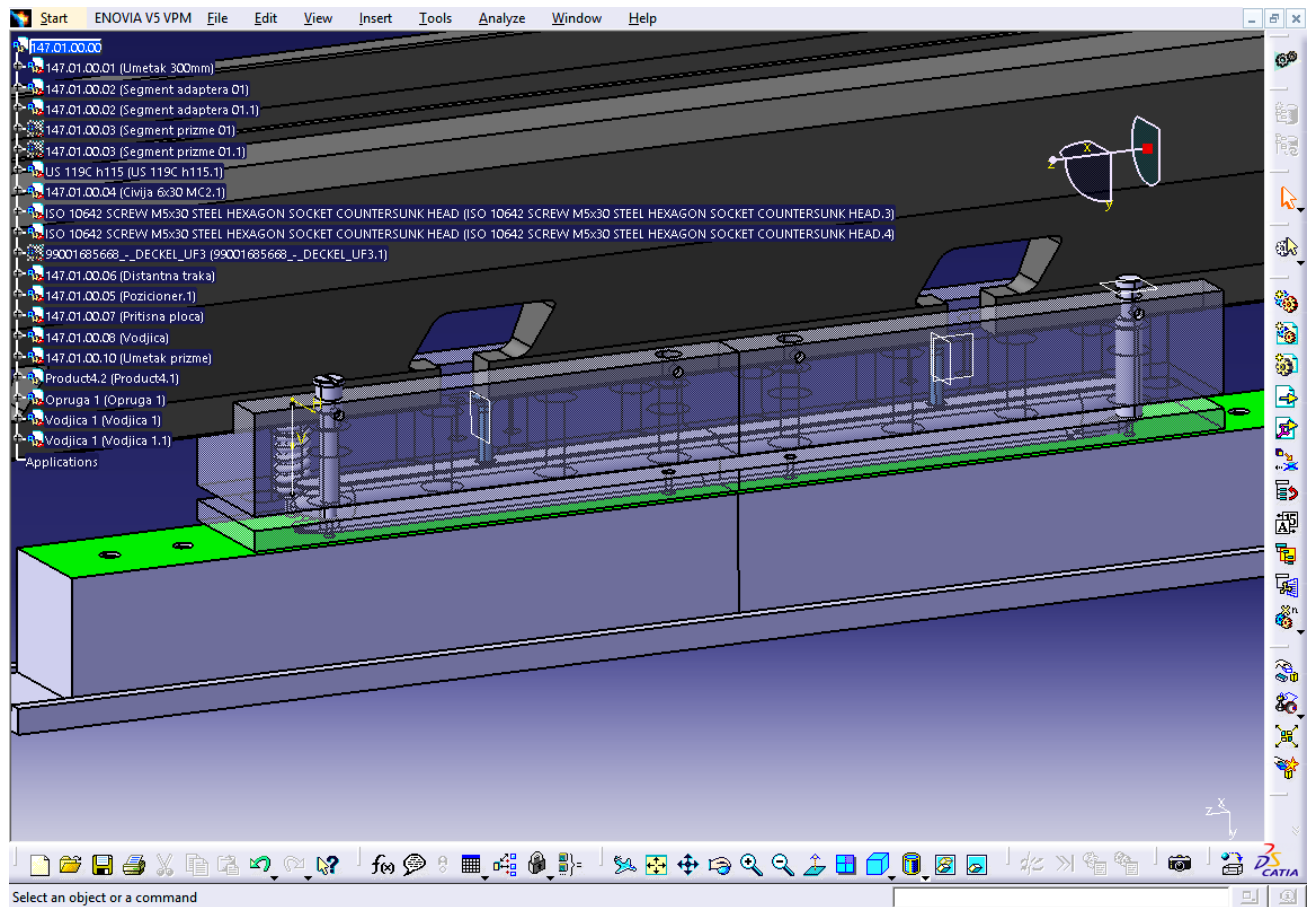 Start ENOVIA V5 VPM File Edit View Insert Tools Analyze Window Help
147.01.00.00
147.01.00.01 (Umetak 300mm)
147.01.00.02 (Segment adaptera 01)
147.01.00.02 (Segment adaptera 01.1)
147.01.00.03 (Segment prizme 01)
147.01.00.03 (Segment prizme 01.1)
US 119C h115 (US 119C h115.1)
147.01.00.04 (Civija 6x30 MC2.1)
ISO 10642 SCREW M5x30 STEEL HEXAGON SOCKET COUNTERSUNK HEAD (ISO 10642 SCREW M5x30 STEEL HEXAGON SOCKET COUNTERSUNK HEAD.3)
ISO 10642 SCREW M5x30 STEEL HEXAGON SOCKET COUNTERSUNK HEAD (ISO 10642 SCREW M5x30 STEEL HEXAGON SOCKET COUNTERSUNK HEAD.4)
99001685668_-_DECKEL_UF3 (99001685668_-_DECKEL_UF3.1)
147.01.00.06 (Distantna traka)
147.01.00.05 (Pozicioner.1)
147.01.00.07 (Pritisna ploca)
147.01.00.08 (Vodjica)
147.01.00.10 (Umetak prizme)
Product4.2 (Product4.1)
Opruga 1 (Opruga 1)
Vodjica 1 (Vodjica 1)
Vodjica 1 (Vodjica 1.1)
Applications
x
z
y
V
z x
y
f(x)
CATIA
Select an object or a command